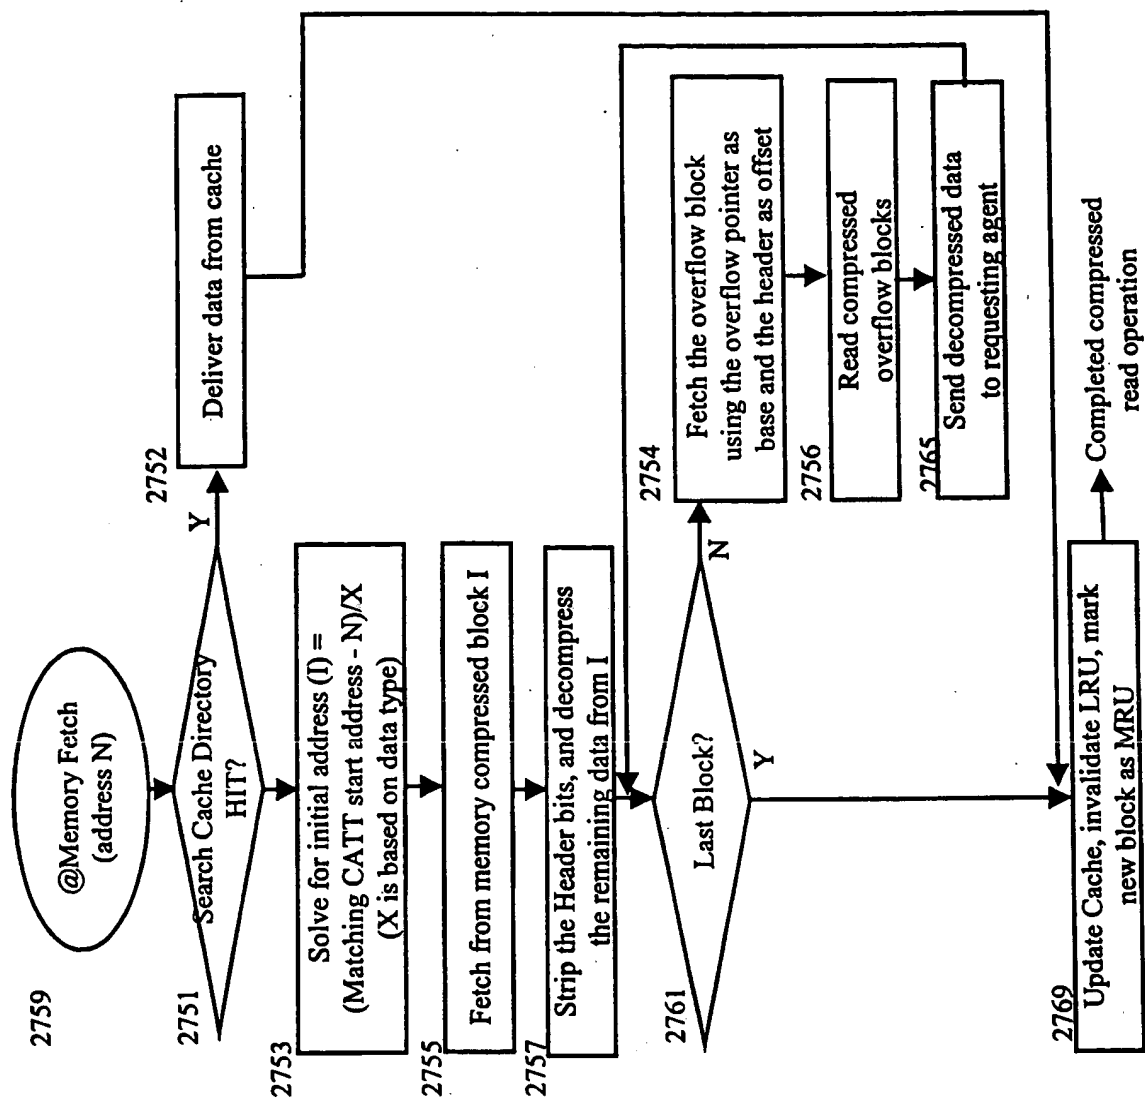 2759
@Memory Fetch
(address N)
2751
Search Cache Directory
HIT?
Y
2752
Deliver data from cache
2753
Solve for initial address (I) =
(Matching CATT start address - N)/X
(X is based on data type)
2755
Fetch from memory compressed block I
2757
Strip the Header bits, and decompress
the remaining data from I
2761
Last Block?
N
Y
2754
Fetch the overflow block
using the overflow pointer as
base and the header as offset
2756
Read compressed
overflow blocks
2765
Send decompressed data
to requesting agent
2769
Update Cache, invalidate LRU, mark
new block as MRU
Completed compressed
read operation